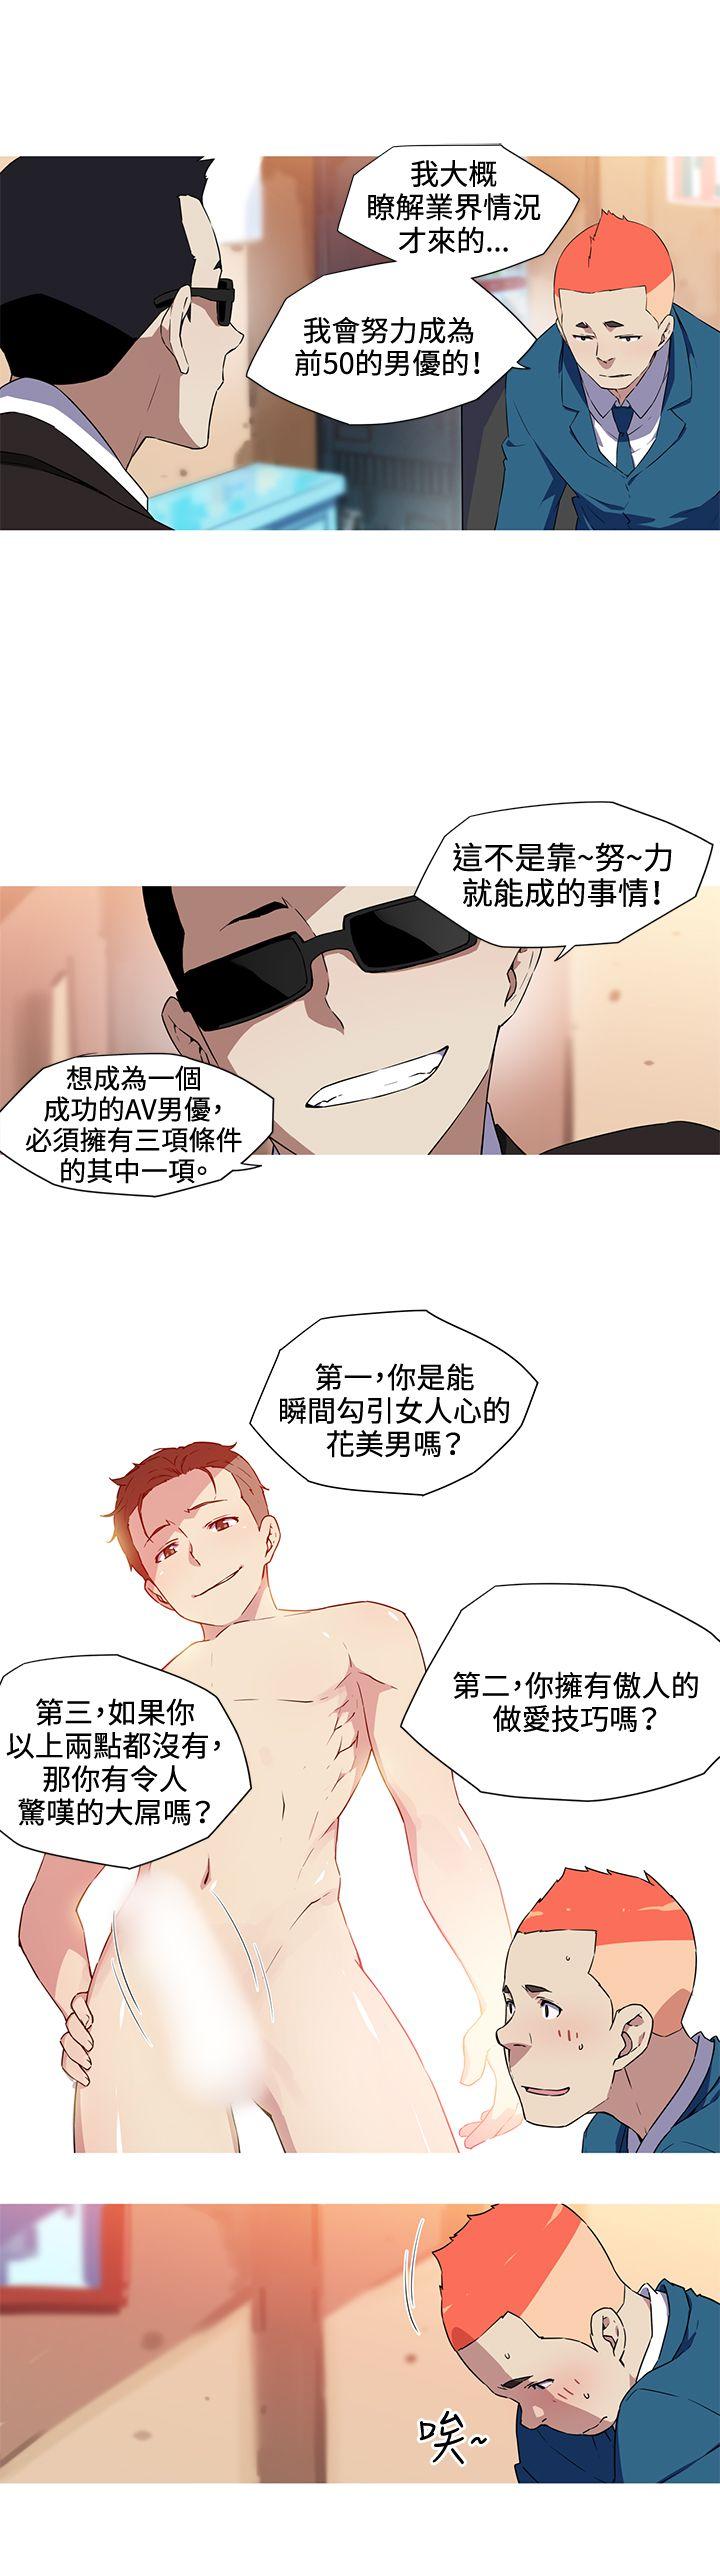 我大概
瞭解業界情況
才來的...
我會努力成為
前50的男優的!
這不是靠~努~力
就能成的事情!
想成為一個
成功的AV男優,
必須擁有三項條件
的其中一項。
第一,你是能
瞬間勾引女人心的
花美男嗎?
第二,你擁有傲人的
做愛技巧嗎?
第三,如果你
以上兩點都沒有,
那你有令人
驚嘆的大屌嗎?
唉~